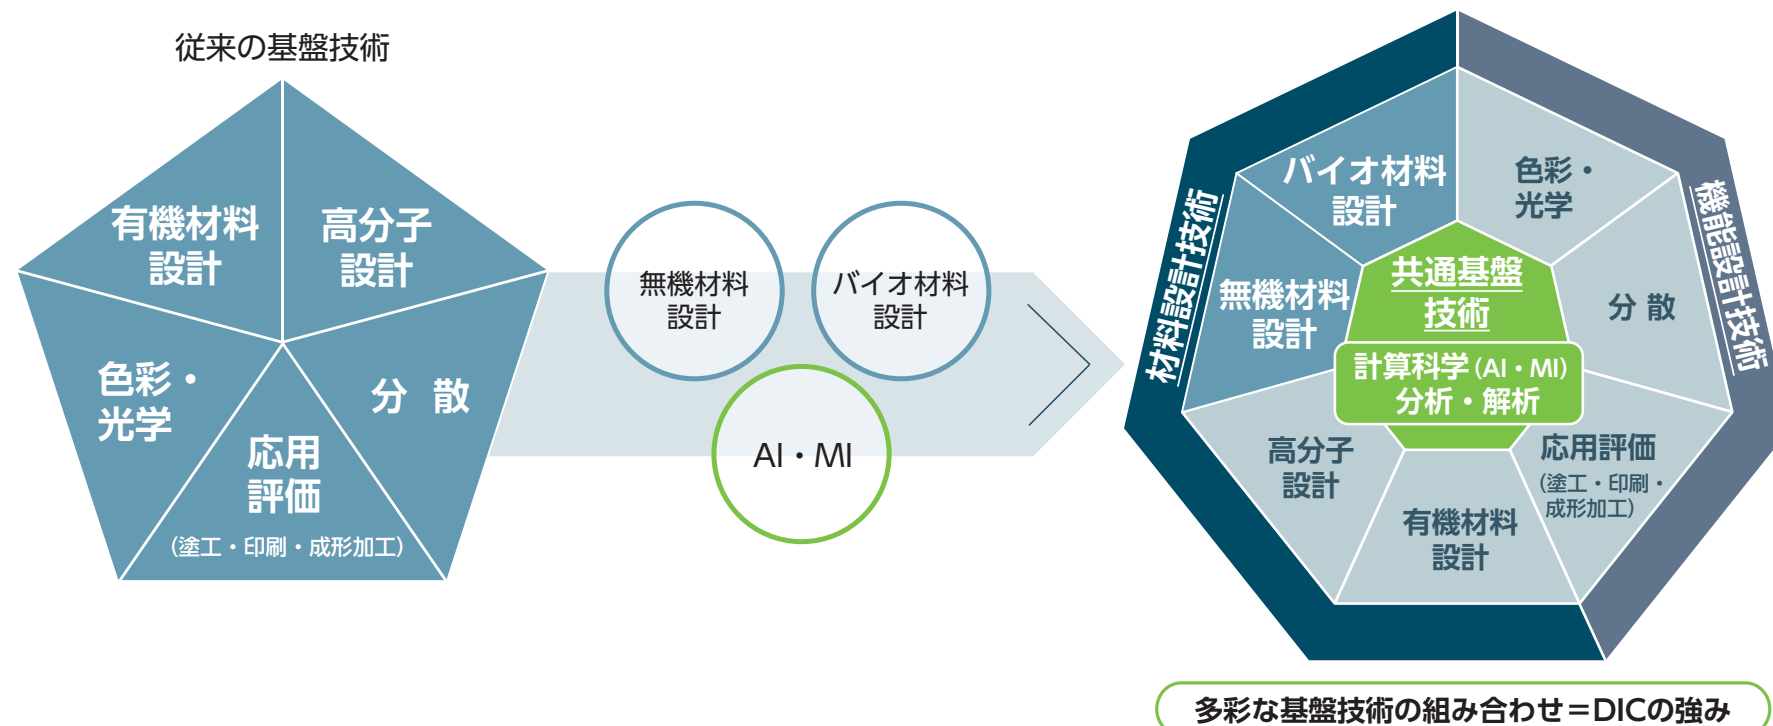 従来の基盤技術
有機材料
設計
高分子
設計
色彩・
光学
分 散
応用
評価
(塗工・印刷・成形加工)
無機材料
設計
バイオ材料
設計
AI・MI
材料設計技術
機能設計技術
バイオ材料
設計
色彩・
光学
無機材料
設計
共通基盤
技術
分 散
計算科学(AI・MI)
分析・解析
高分子
設計
有機材料
設計
応用評価
(塗工・印刷・
成形加工)
多彩な基盤技術の組み合わせ=DICの強み